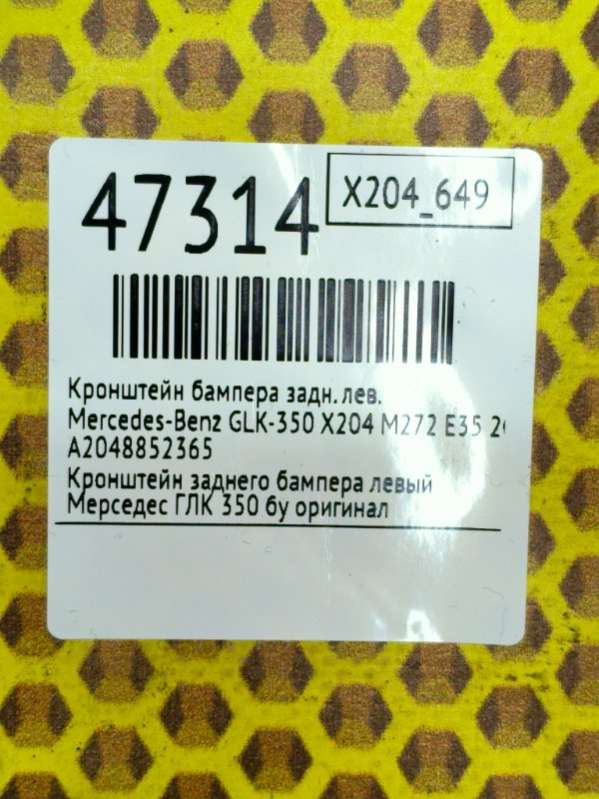 47314
X204_649
Кронштейн бампера задн. лев.
Mercedes-Benz GLK-350 X204 M272 E35
A2048852365
Кронштейн заднего бампера левый
Мерседес ГЛК 350 бу оригинал